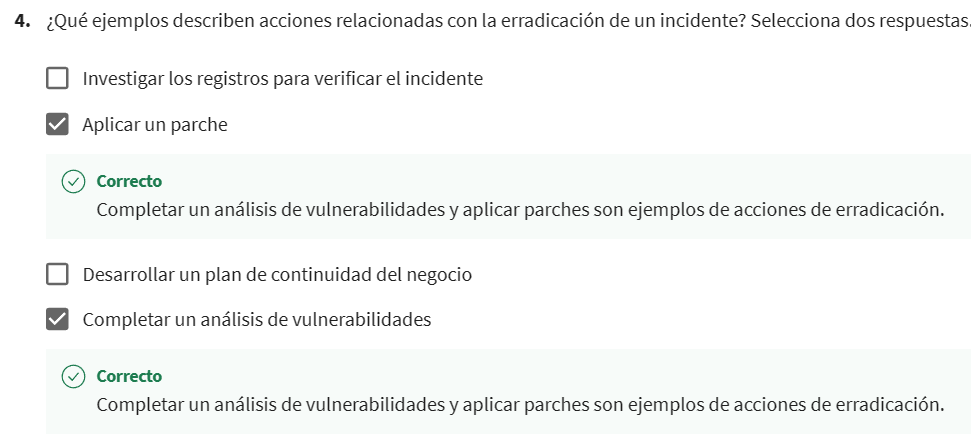 4. ¿Qué ejemplos describen acciones relacionadas con la erradicación de un incidente? Selecciona dos respuestas.
Investigar los registros para verificar el incidente
Aplicar un parche
Correcto
Completar un análisis de vulnerabilidades y aplicar parches son ejemplos de acciones de erradicación.
Desarrollar un plan de continuidad del negocio
Completar un análisis de vulnerabilidades
Correcto
Completar un análisis de vulnerabilidades y aplicar parches son ejemplos de acciones de erradicación.